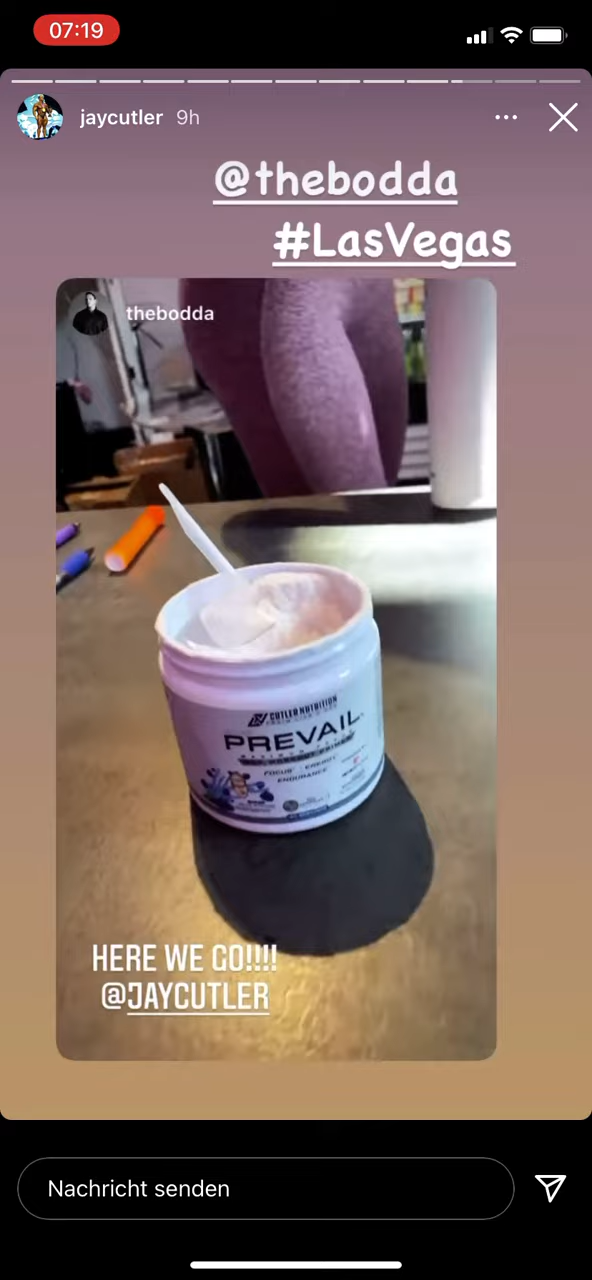 07:19
jaycutler 9h
@thebodda
#LasVegas
thebodda
CUTLER NUTRITION
PREVAIL
FOCUS · ENERGY
ENDURANCE
HERE WE GO!!!!
@JAYCUTLER
Nachricht senden